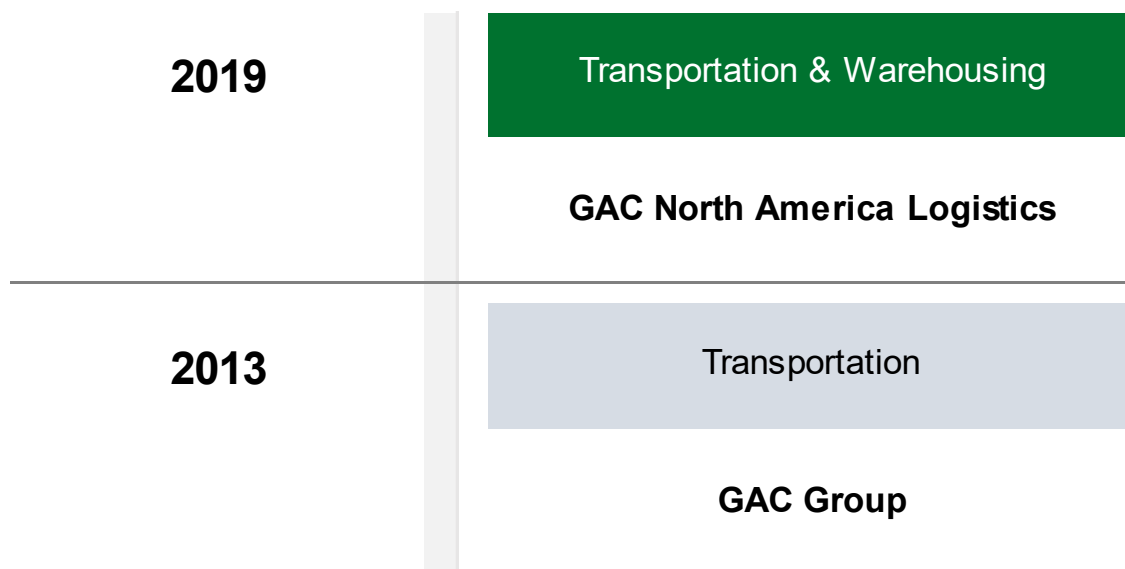 2019
Transportation & Warehousing
GAC North America Logistics
2013
Transportation
GAC Group